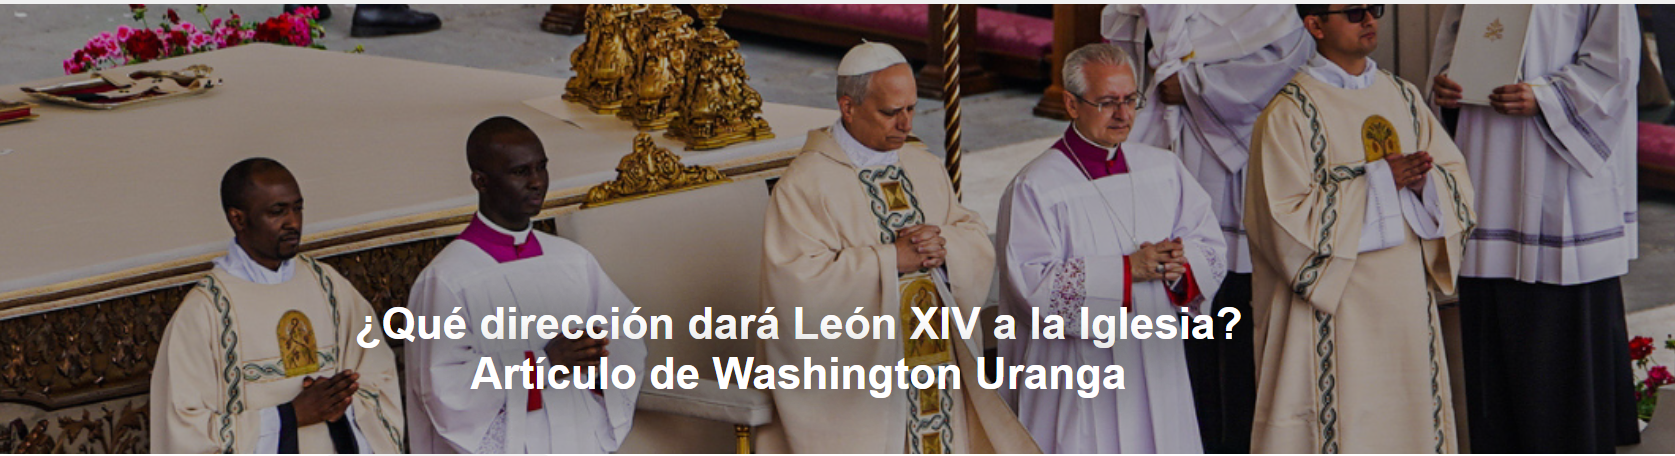 ¿Qué dirección dará León XIV a la Iglesia?
Artículo de Washington Uranga